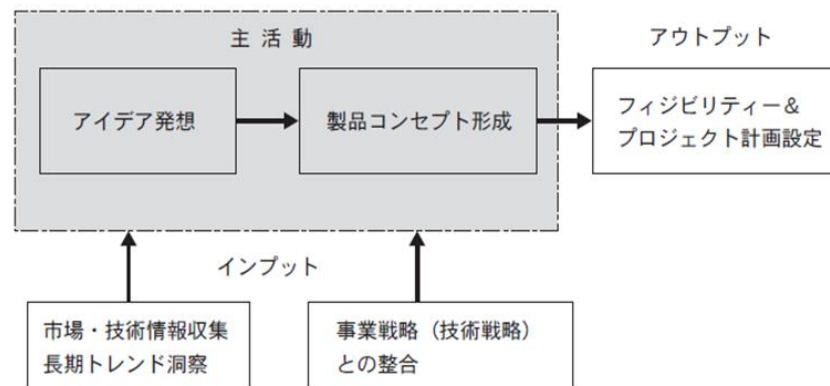 主 活 動
アイデア発想
製品コンセプト形成
アウトプット
フィジビリティー&
プロジェクト計画設定
インプット
市場・技術情報収集
長期トレンド洞察
事業戦略（技術戦略）
との整合